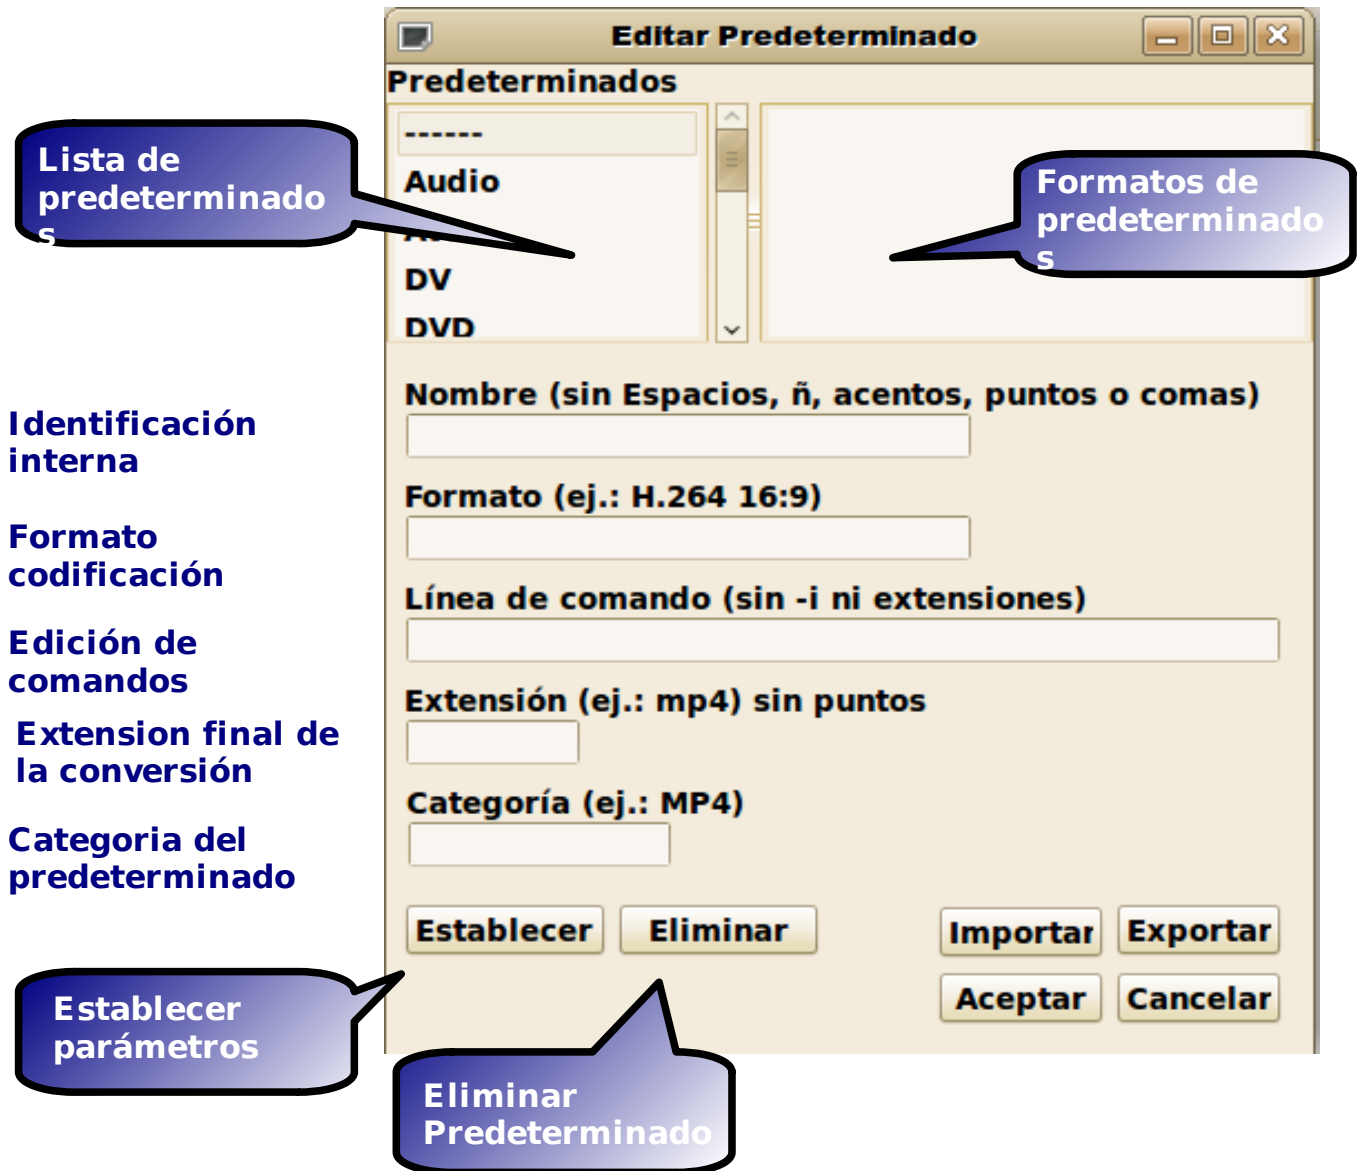 Editar Predeterminado
Predeterminados
------
Audio
DV
DVD
Lista de
predeterminado
s
Formatos de
predeterminado
s
Nombre (sin Espacios, ñ, acentos, puntos o comas)
Identificación
interna
Formato (ej.: H.264 16:9)
Formato
codificación
Línea de comando (sin -i ni extensiones)
Edición de
comandos
Extensión (ej.: mp4) sin puntos
Extension final de
la conversión
Categoría (ej.: MP4)
Categoria del
predeterminado
Establecer
Eliminar
Importar
Exportar
Aceptar
Cancelar
Establecer
parámetros
Eliminar
Predeterminado